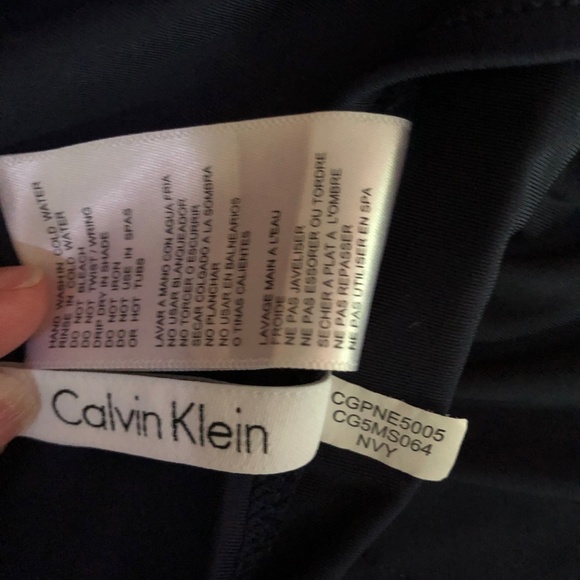 HAND WASH IN COLD WATER
RINSE IN COLD WATER
DO NOT BLEACH
DO NOT TWIST / WRING
DRIP DRY IN SHADE
DO NOT IRON
DO NOT USE IN SPAS
OR HOT TUBS
LAVAR A MANO CON AGUA FRIA
NO USAR BLANQUEADOR
NO TORCER O ESCURRIR
SECAR COLGADO A LA SOMBRA
NO PLANCHAR
NO USAR EN BALNEARIOS
O TINAS CALIENTES
LAVAGE MAIN A L'EAU
FROIDE
NE PAS JAVELISER
NE PAS ESSORER OU TORDRE
SECHER A PLAT A L'OMBRE
NE PAS REPASSER
NE PAS UTILISER EN SPA
Calvin Klein
CGPNE5005
CG5MS064
NVY